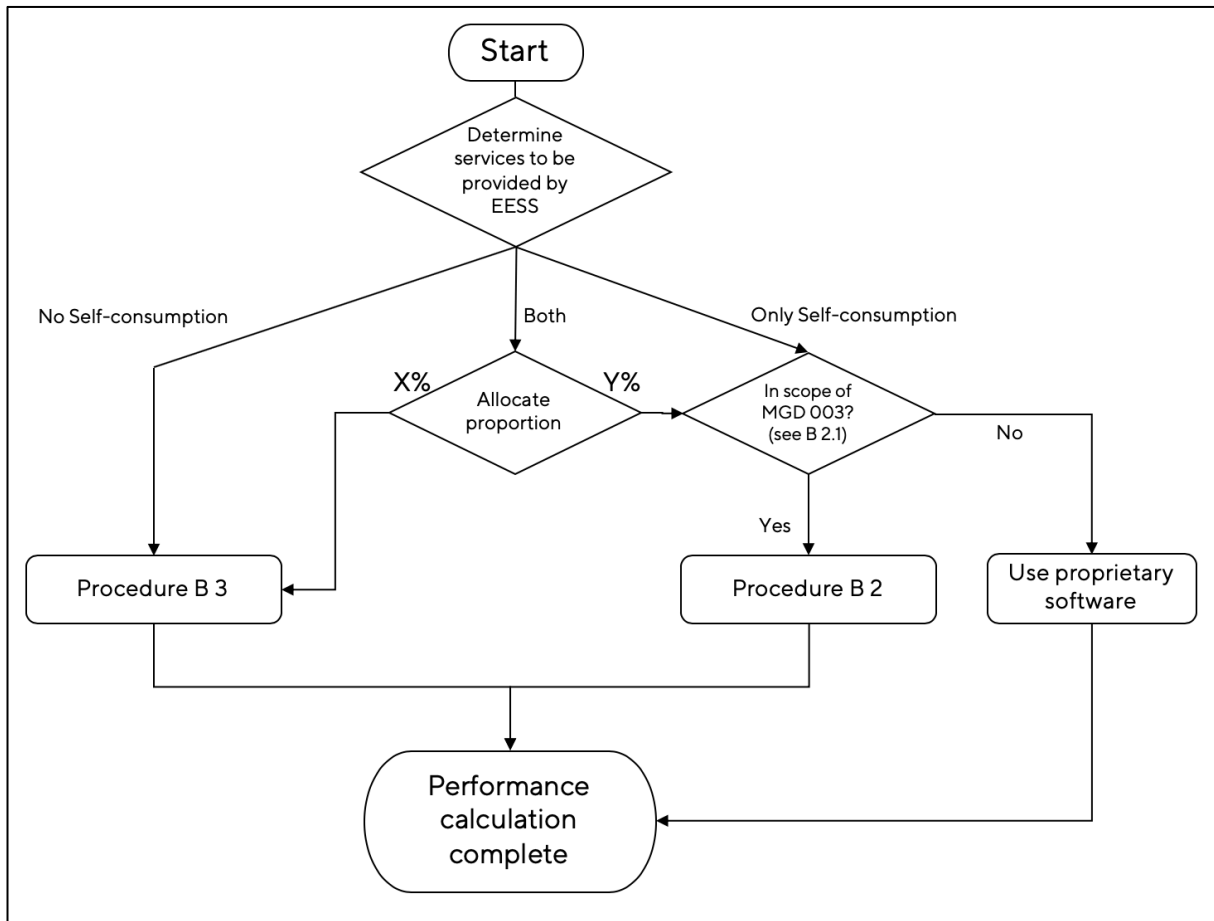 Start
Determine
services to be
provided by
EESS
No Self-consumption
Both
Only Self-consumption
X%
Allocate
proportion
Y%
In scope of
MGD 003?
(see B 2.1)
No
Yes
Procedure B 3
Procedure B 2
Use proprietary
software
Performance
calculation
complete